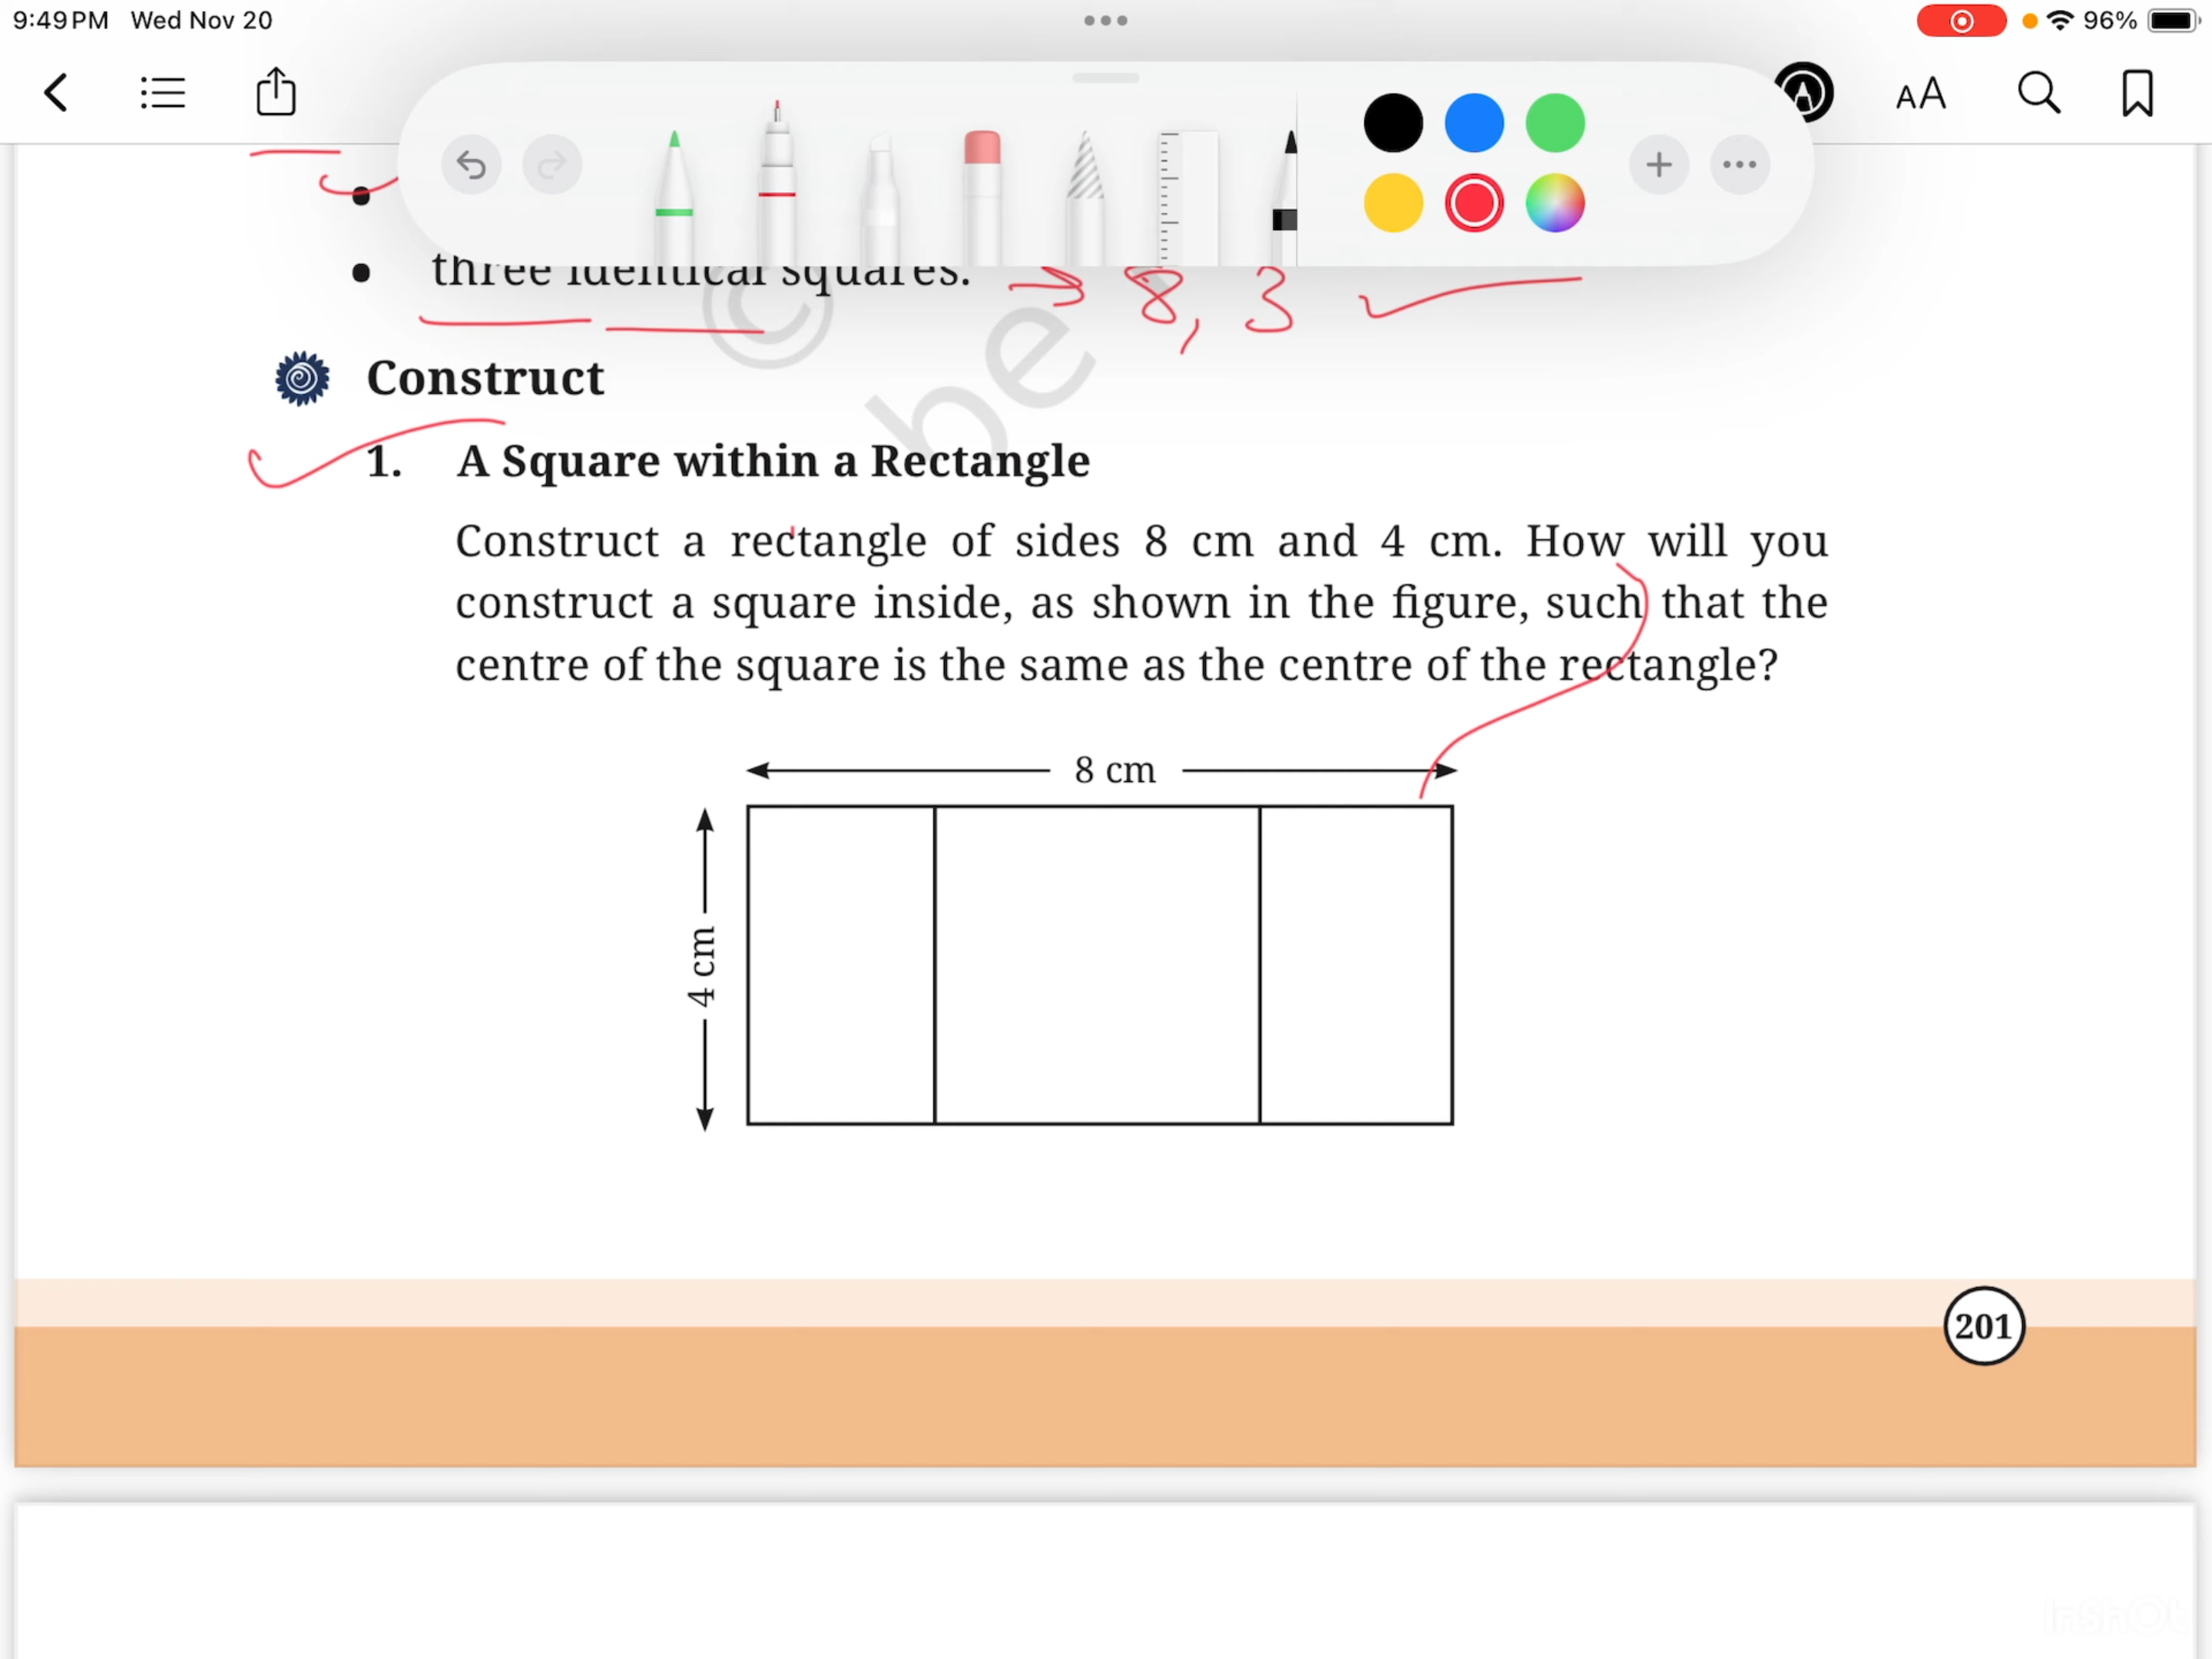 9:49 PM Wed Nov 20
96%
AA
three identical squares. → 8, 3
© be
Construct
1. A Square within a Rectangle
Construct a rectangle of sides 8 cm and 4 cm. How will you
construct a square inside, as shown in the figure, such that the
centre of the square is the same as the centre of the rectangle?
8 cm
4 cm
201